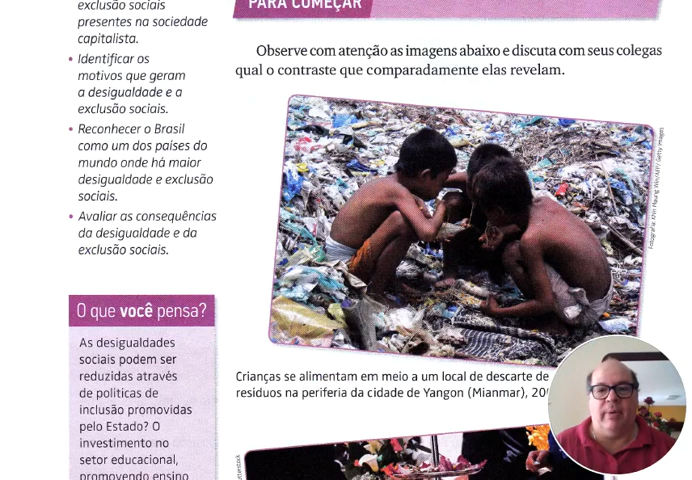 exclusão sociais
presentes na sociedade
capitalista.
• Identificar os
motivos que geram
a desigualdade e a
exclusão sociais.
• Reconhecer o Brasil
como um dos países do
mundo onde há maior
desigualdade e exclusão
sociais.
• Avaliar as consequências
da desigualdade e da
exclusão sociais.
O que você pensa?
As desigualdades
sociais podem ser
reduzidas através
de políticas de
inclusão promovidas
pelo Estado? O
investimento no
setor educacional,
promovendo ensino
PARA COMEÇAR
Observe com atenção as imagens abaixo e discuta com seus colegas
qual o contraste que comparadamente elas revelam.
Crianças se alimentam em meio a um local de descarte de
resíduos na periferia da cidade de Yangon (Mianmar),